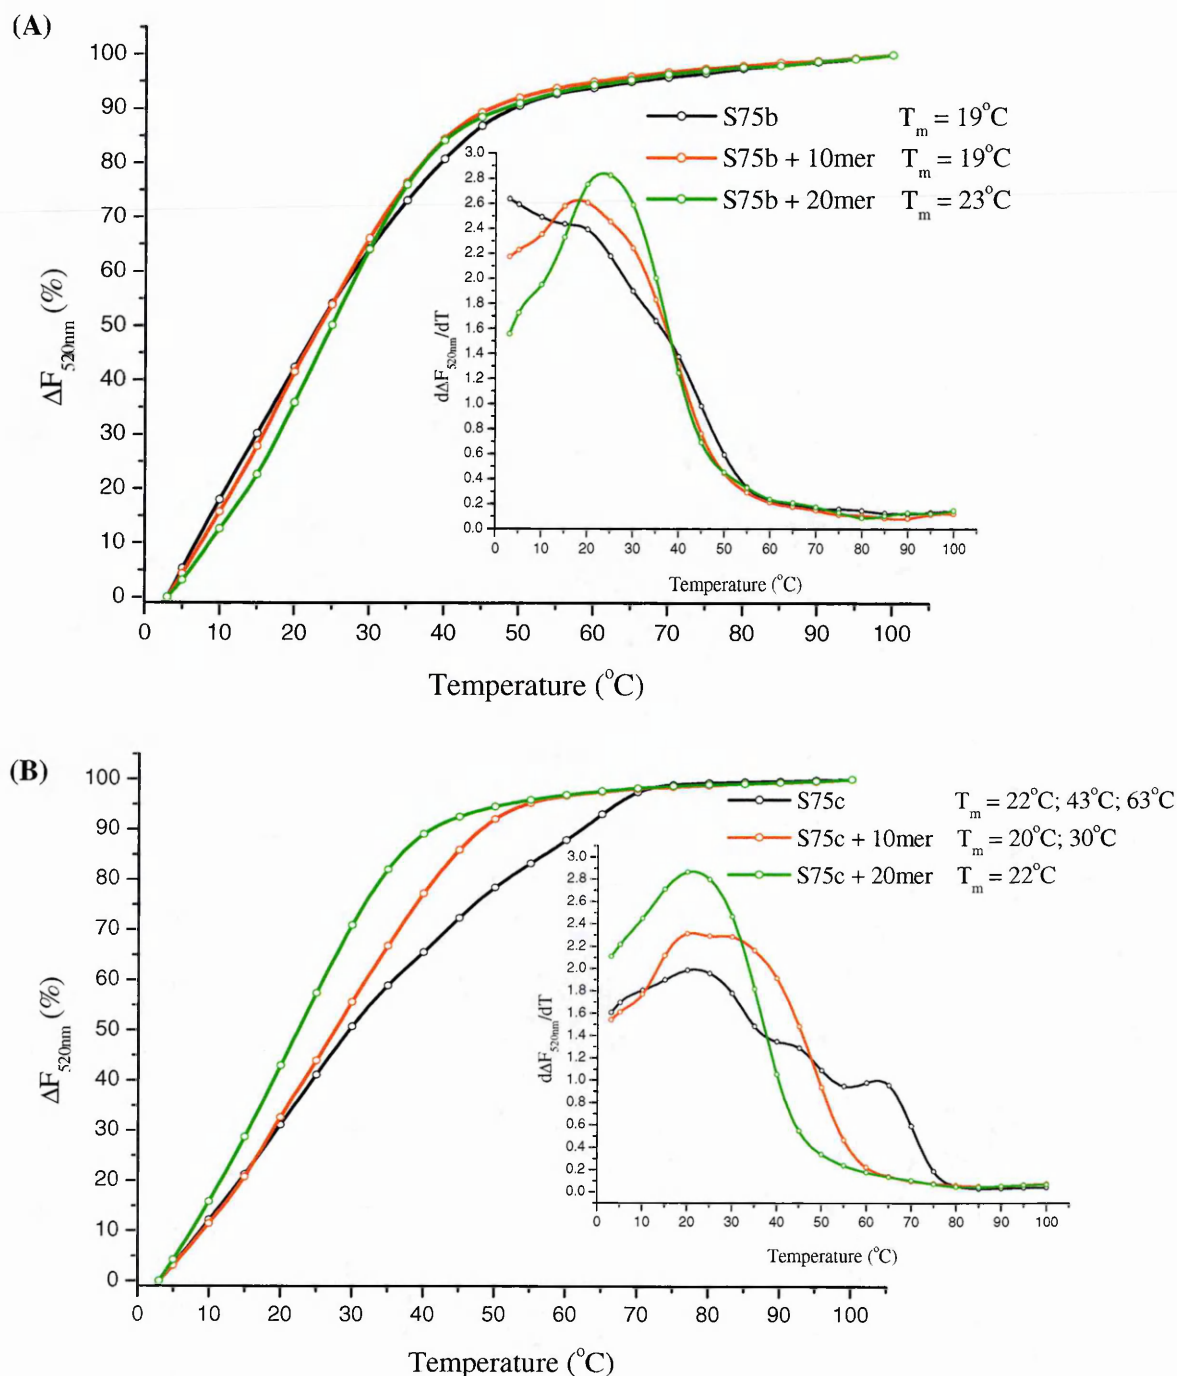 (A)
100
90
80
70
60
50
40
30
20
10
0
ΔF520nm (%)
0 10 20 30 40 50 60 70 80 90 100
Temperature (°C)
S75b Tm = 19°C
S75b + 10mer Tm = 19°C
S75b + 20mer Tm = 23°C
3.0
2.8
2.6
2.4
2.2
2.0
1.8
1.6
1.4
1.2
1.0
0.8
0.6
0.4
0.2
0.0
dΔF520nm/dT
0 10 20 30 40 50 60 70 80 90 100
Temperature (°C)
(B)
100
90
80
70
60
50
40
30
20
10
0
ΔF520nm (%)
0 10 20 30 40 50 60 70 80 90 100
Temperature (°C)
S75c Tm = 22°C; 43°C; 63°C
S75c + 10mer Tm = 20°C; 30°C
S75c + 20mer Tm = 22°C
3.0
2.8
2.6
2.4
2.2
2.0
1.8
1.6
1.4
1.2
1.0
0.8
0.6
0.4
0.2
0.0
dΔF520nm/dT
0 10 20 30 40 50 60 70 80 90 100
Temperature (°C)